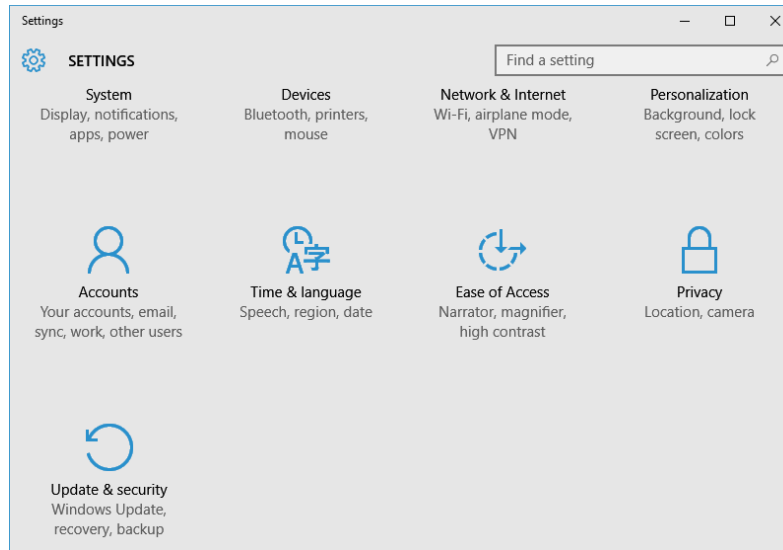 Settings
SETTINGS
Find a setting
System
Display, notifications,
apps, power
Devices
Bluetooth, printers,
mouse
Network & Internet
Wi-Fi, airplane mode,
VPN
Personalization
Background, lock
screen, colors
Accounts
Your accounts, email,
sync, work, other users
Time & language
Speech, region, date
Ease of Access
Narrator, magnifier,
high contrast
Privacy
Location, camera
Update & security
Windows Update,
recovery, backup